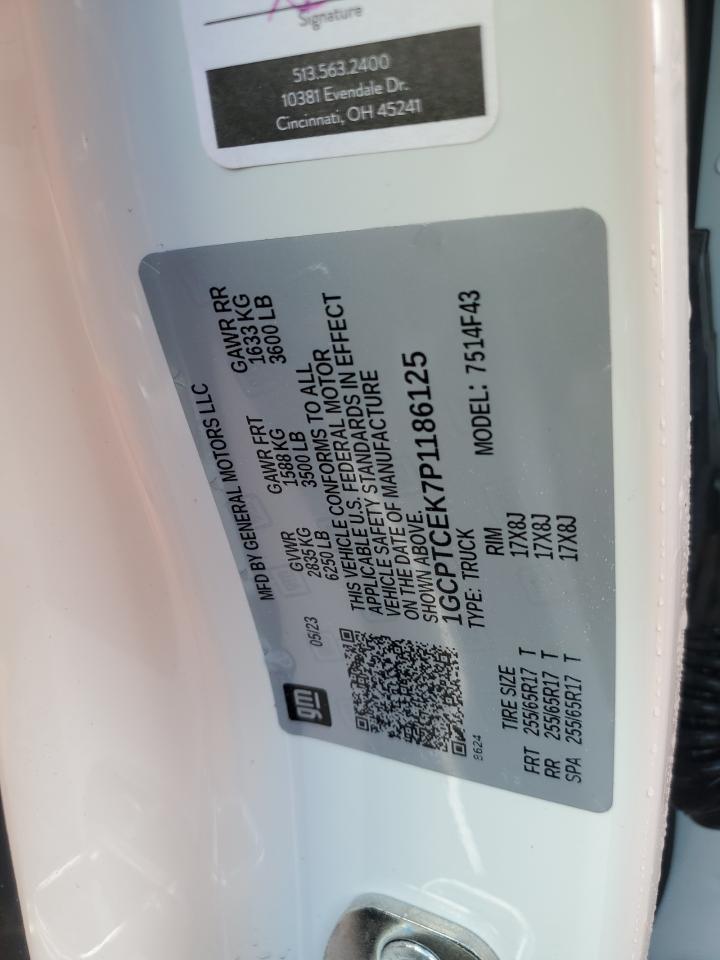 Signature
513.563.2400
10381 Evendale Dr.
Cincinnati, OH 45241
gm
MFD BY GENERAL MOTORS LLC
05/23
GVWR GAWR FRT GAWR RR
2835 KG 1588 KG 1633 KG
6250 LB 3500 LB 3600 LB
THIS VEHICLE CONFORMS TO ALL
APPLICABLE U.S. FEDERAL MOTOR
VEHICLE SAFETY STANDARDS IN EFFECT
ON THE DATE OF MANUFACTURE
SHOWN ABOVE.
1GCPTCEK7P1186125
TYPE: TRUCK MODEL: 7514F43
8624
TIRE SIZE RIM
FRT 255/65R17 T 17X8J
RR 255/65R17 T 17X8J
SPA 255/65R17 T 17X8J